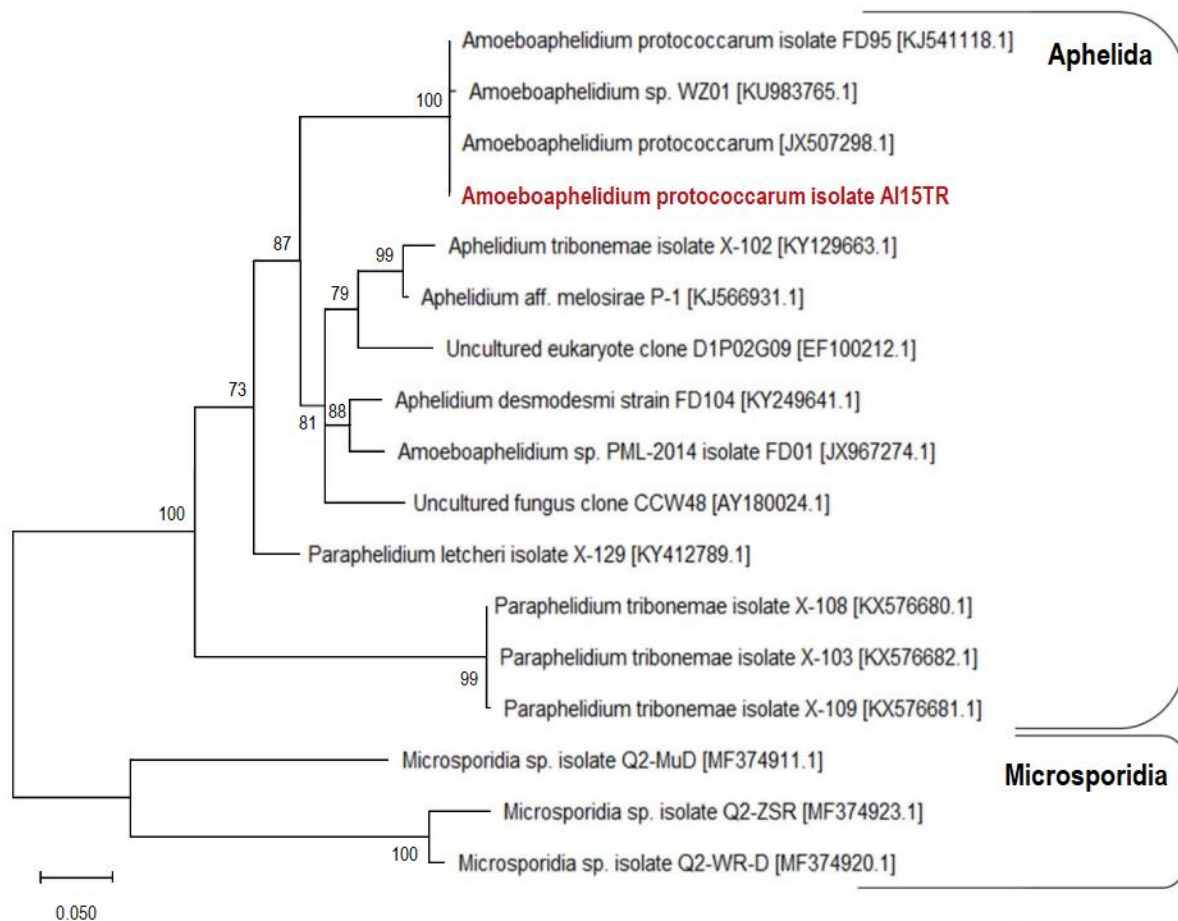 Amoeboaphelidium protococcarum isolate FD95 [KJ541118.1]
Aphelida
Amoeboaphelidium sp. WZ01 [KU983765.1]
100
Amoeboaphelidium protococcarum [JX507298.1]
Amoeboaphelidium protococcarum isolate Al15TR
87
Aphelidium tribonemae isolate X-102 [KY129663.1]
99
Aphelidium aff. melosirae P-1 [KJ566931.1]
79
Uncultured eukaryote clone D1P02G09 [EF100212.1]
73
Aphelidium desmodesmi strain FD104 [KY249641.1]
81
88
Amoeboaphelidium sp. PML-2014 isolate FD01 [JX967274.1]
Uncultured fungus clone CCW48 [AY180024.1]
100
Paraphelidium letcheri isolate X-129 [KY412789.1]
Paraphelidium tribonemae isolate X-108 [KX576680.1]
Paraphelidium tribonemae isolate X-103 [KX576682.1]
99
Paraphelidium tribonemae isolate X-109 [KX576681.1]
Microsporidia sp. isolate Q2-MuD [MF374911.1]
Microsporidia
Microsporidia sp. isolate Q2-ZSR [MF374923.1]
100
Microsporidia sp. isolate Q2-WR-D [MF374920.1]
0.050